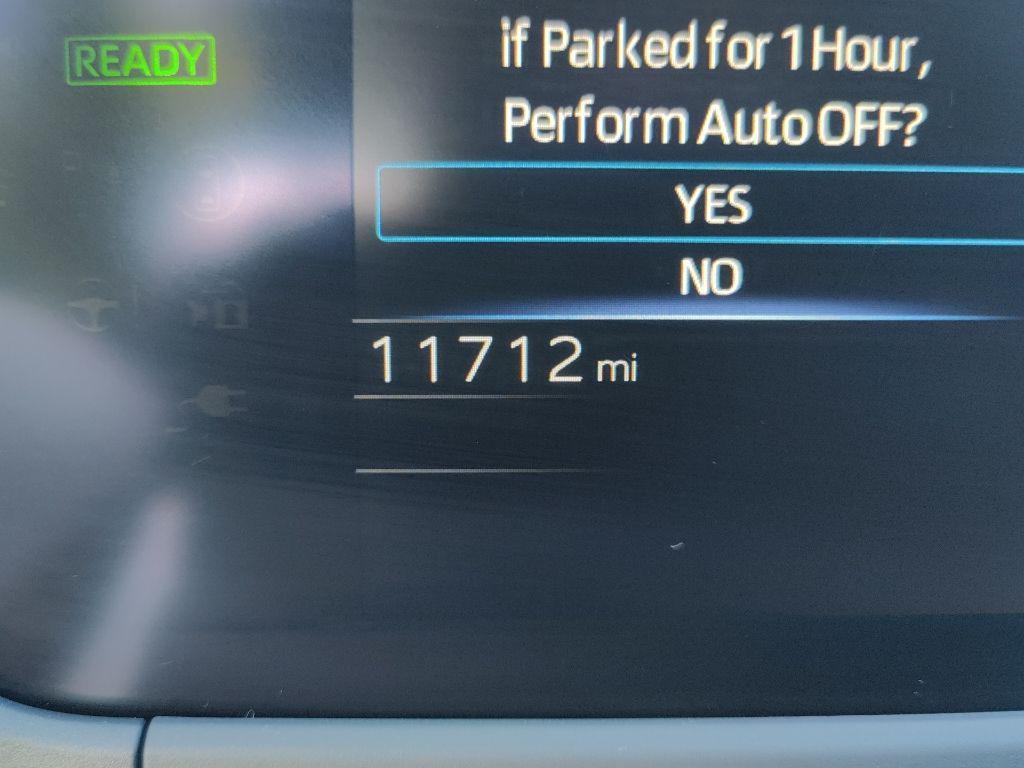 READY
if Parked for 1 Hour,
Perform Auto OFF?
YES
NO
11712 mi